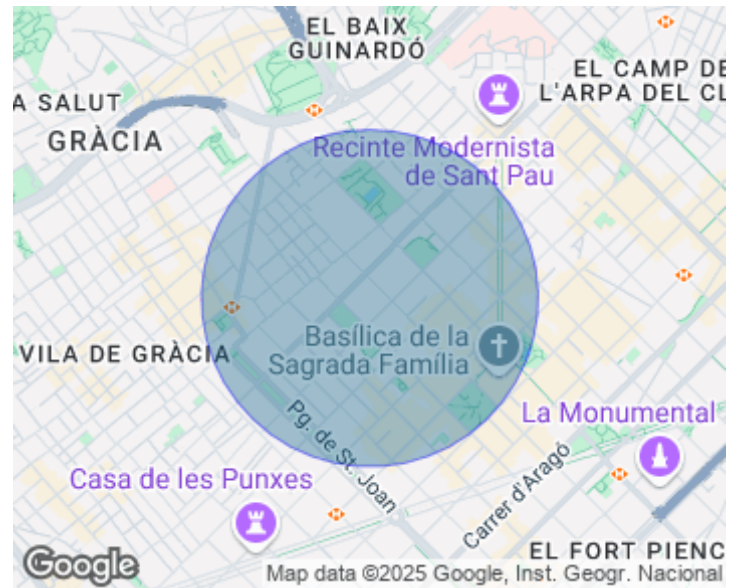 EL BAIX
GUINARDÓ
EL CAMP DE
L'ARPA DEL CL
A SALUT
GRÀCIA
Recinte Modernista
de Sant Pau
VILA DE GRÀCIA
Basílica de la
Sagrada Família
La Monumental
Pg. de St. Joan
Casa de les Punxes
Carrer d'Aragó
EL FORT PIENC
Google
Map data ©2025 Google, Inst. Geogr. Nacional